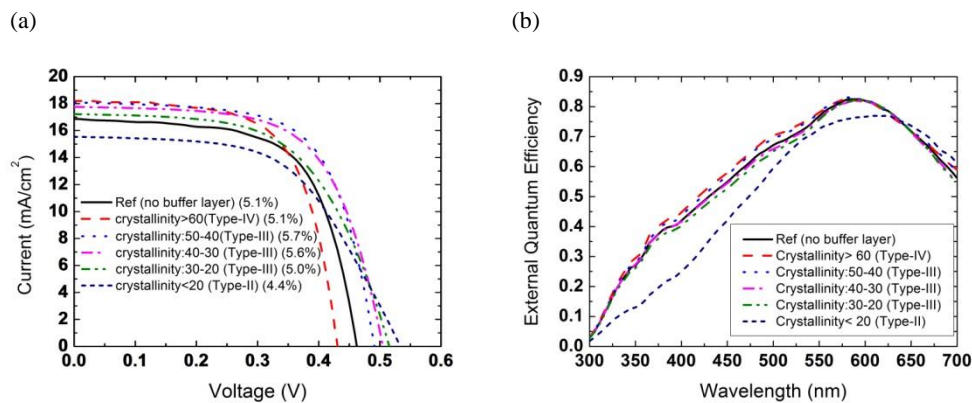 (a)
(b)
20
18
16
14
12
10
8
6
4
2
0
0.0 0.1 0.2 0.3 0.4 0.5 0.6
Current (mA/cm²)
Voltage (V)
Ref (no buffer layer) (5.1%)
crystallinity>60(Type-IV) (5.1%)
crystallinity:50-40(Type-III) (5.7%)
crystallinity:40-30 (Type-III) (5.6%)
crystallinity:30-20 (Type-III) (5.0%)
crystallinity<20 (Type-II) (4.4%)
0.9
0.8
0.7
0.6
0.5
0.4
0.3
0.2
0.1
0.0
300 350 400 450 500 550 600 650 700
External Quantum Efficiency
Wavelength (nm)
Ref (no buffer layer)
Crystallinity> 60 (Type-IV)
Crystallinity:50-40 (Type-III)
Crystallinity:40-30 (Type-III)
Crystallinity:30-20 (Type-III)
Crystallinity< 20 (Type-II)